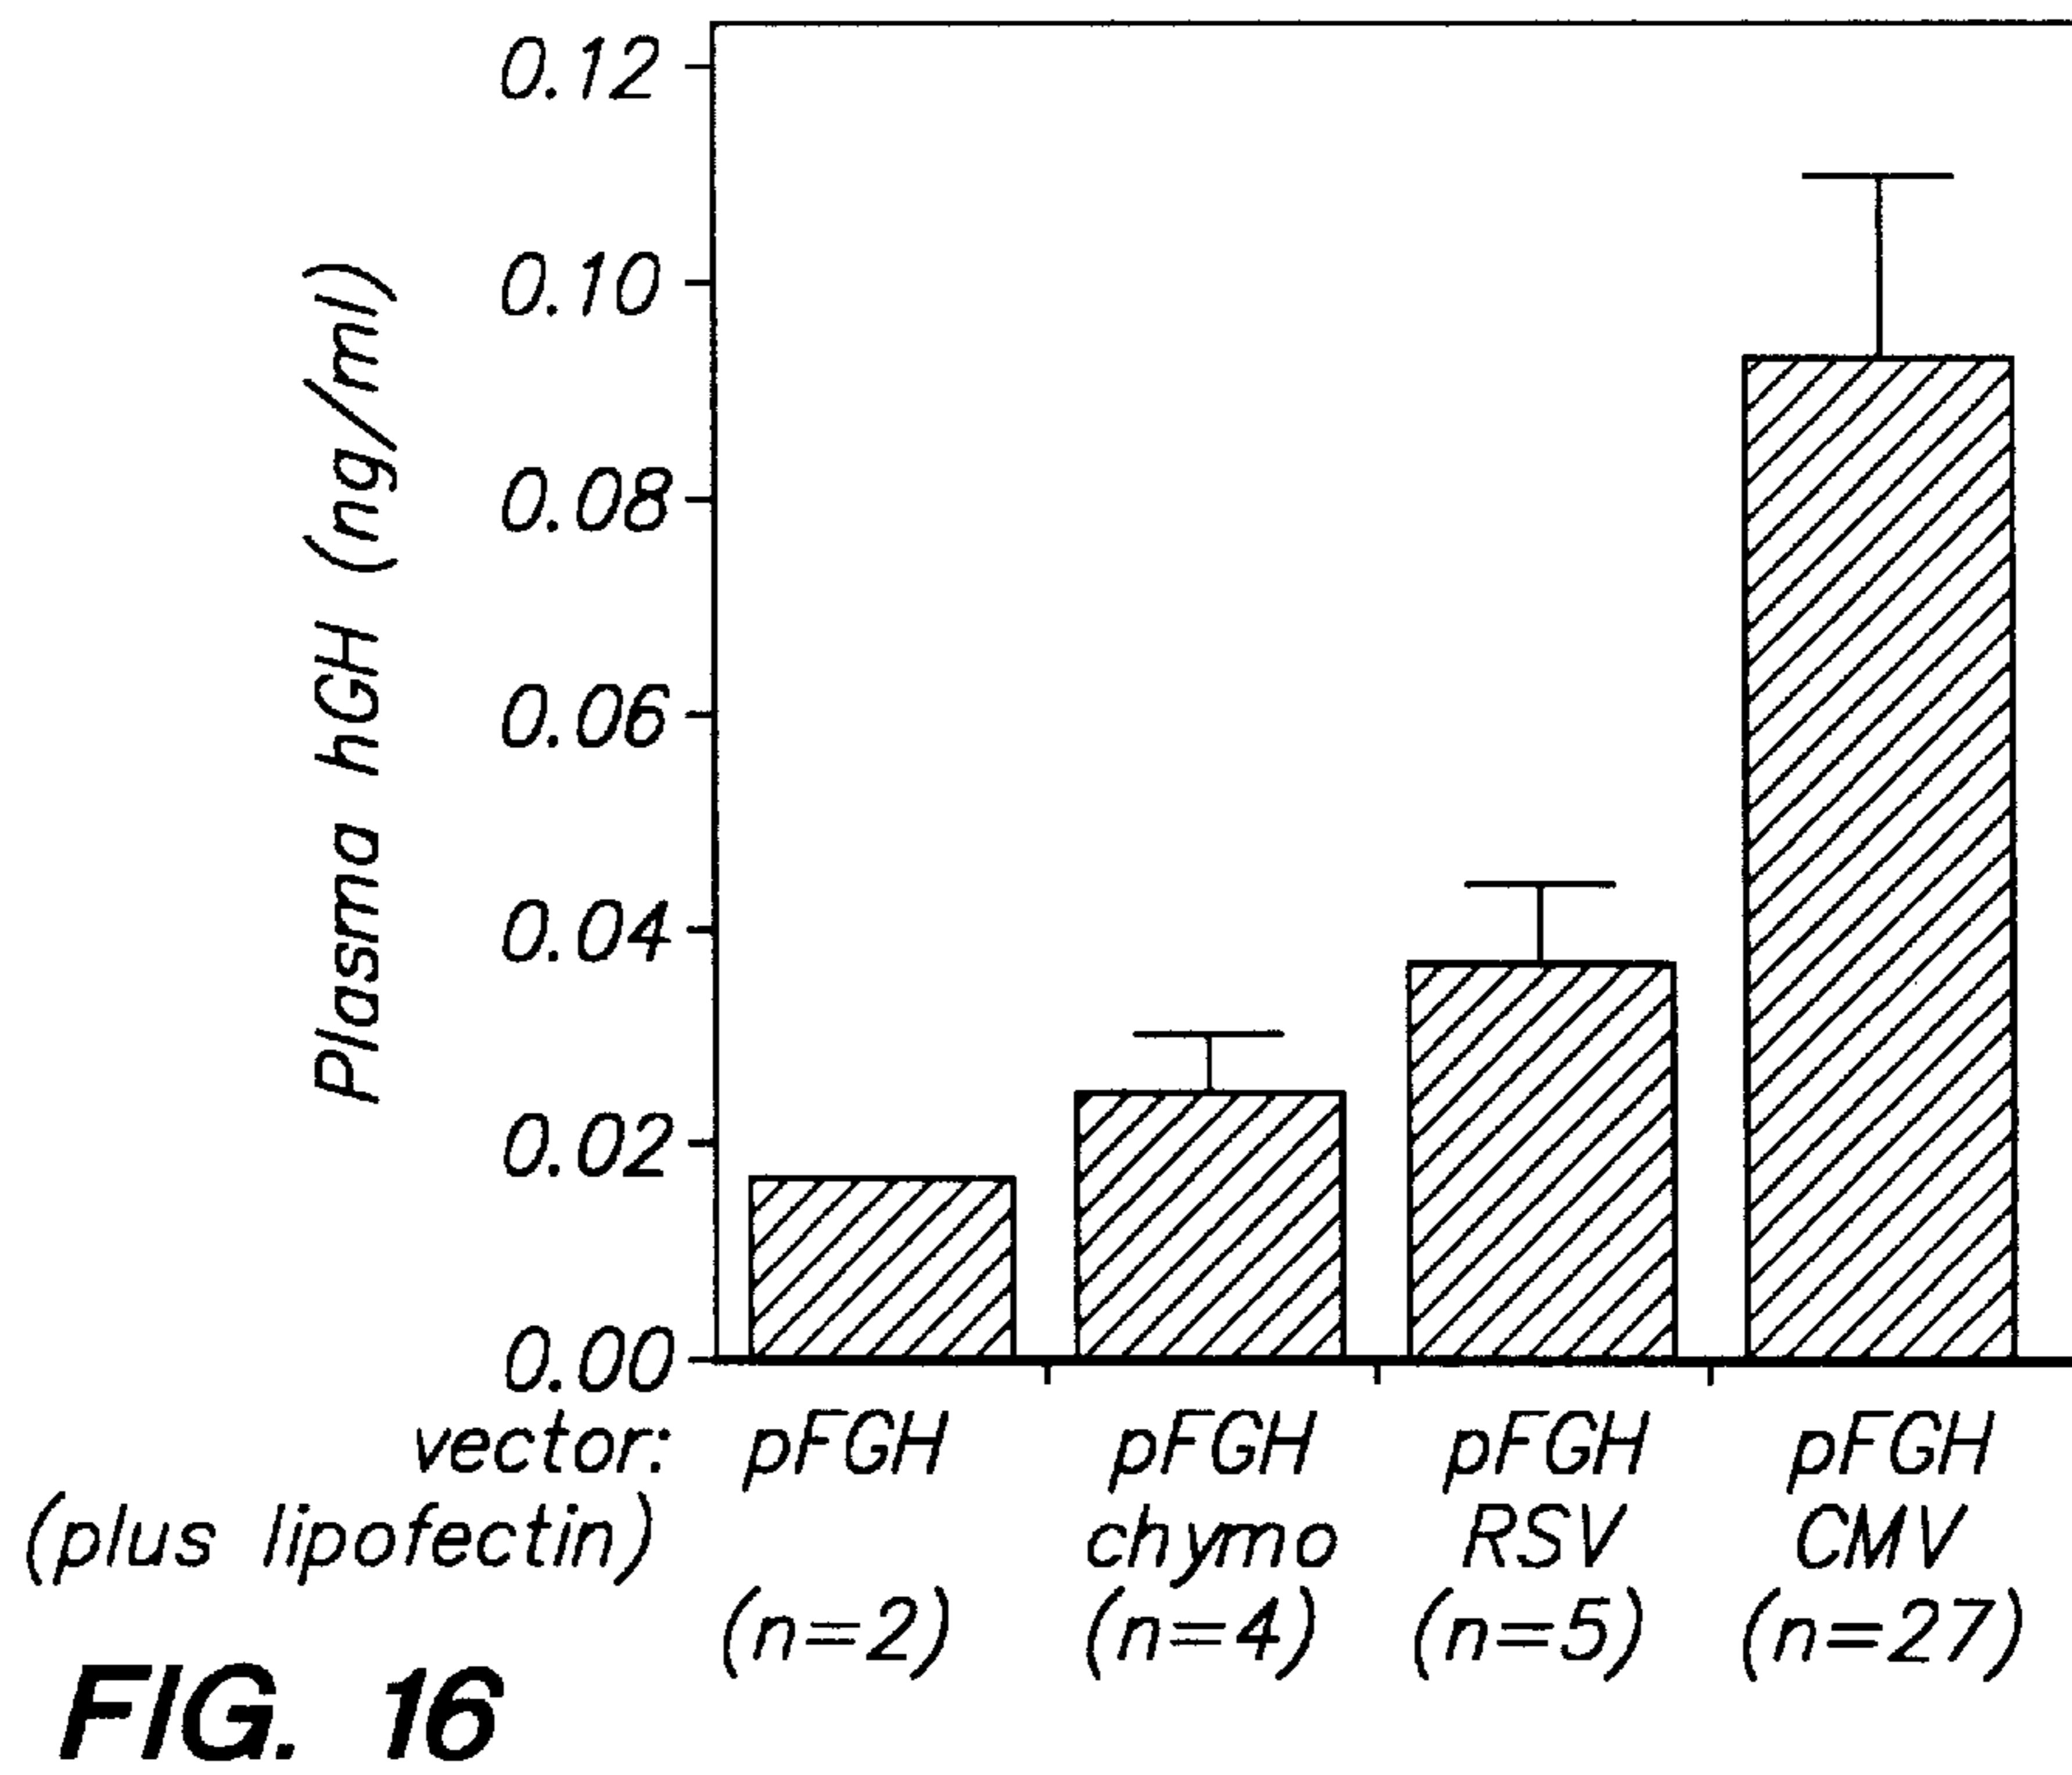 Plasma hGH (ng/ml)
0.12
0.10
0.08
0.06
0.04
0.02
0.00
vector: pFGH pFGH pFGH pFGH
(plus lipofectin) chymo RSV CMV
(n=2) (n=4) (n=5) (n=27)
FIG. 16